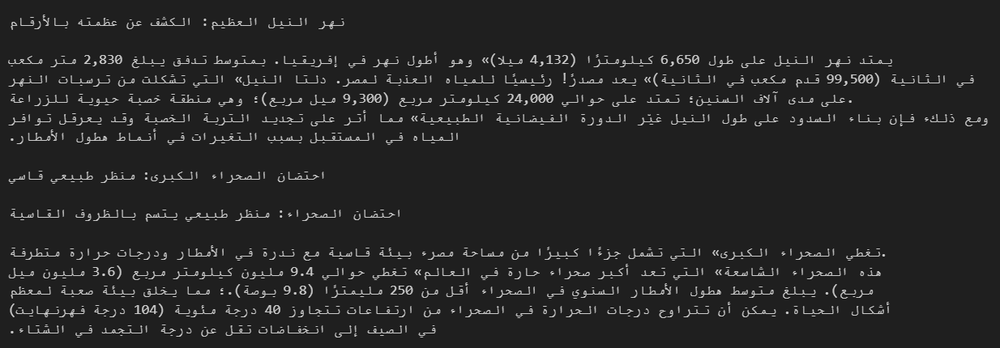 نهر النيل العظيم: الكشف عن عظمته بالأرقام
يمتد نهر النيل على طول 6,650 كيلومترًا (4,132 ميلا)» وهو أطول نهر في إفريقيا. بمتوسط تدفق يبلغ 2,830 متر مكعب
في الثانية (99,500 قدم مكعب في الثانية)» يعد مصدرً! رئيسيًا للمياه العذبة لمصر. دلتا النيل» التي تشكلت من ترسبات النهر
على مدى آلاف السنين؛ تمتد على حوالي 24,000 كيلومتر مربع (9,300 ميل مربع)؛ وهي منطقة خصبة حيوية للزراعة.
ومع ذلكء فإن بناء السدود على طول النيل غيّر الدورة الفيضانية الطبيعية» مما أثر على تجديد التربة الخصبة وقد يعرقل توافر
المياه في المستقبل بسبب التغيرات في أنماط هطول الأمطار.
احتضان الصحراء الكبرى: منظر طبيعي قاسي
احتضان الصحراء: منظر طبيعي يتسم بالظروف القاسية
تغطي الصحراء الكبرى» التي تشمل جزءًا كبيرًا من مساحة مصرء بيئة قاسية مع ندرة في الأمطار ودرجات حرارة متطرفة.
هذه الصحراء الشاسعة» التي تعد أكبر صحراء حارة في العالم» تغطي حوالي 9.4 مليون كيلومتر مربع (3.6 مليون ميل
مربع). يبلغ متوسط هطول الأمطار السنوي في الصحراء أقل من 250 مليمترًا (9.8 بوصة).؛ مما يخلق بيئة صعبة لمعظم
أشكال الحياة. يمكن أن تتراوح درجات الحرارة في الصحراء من ارتفاعات تتجاوز 40 درجة مئوية (104 درجة فهرنهايت)
في الصيف إلى انخفاضات تقل عن درجة التجمد في الشتاء.